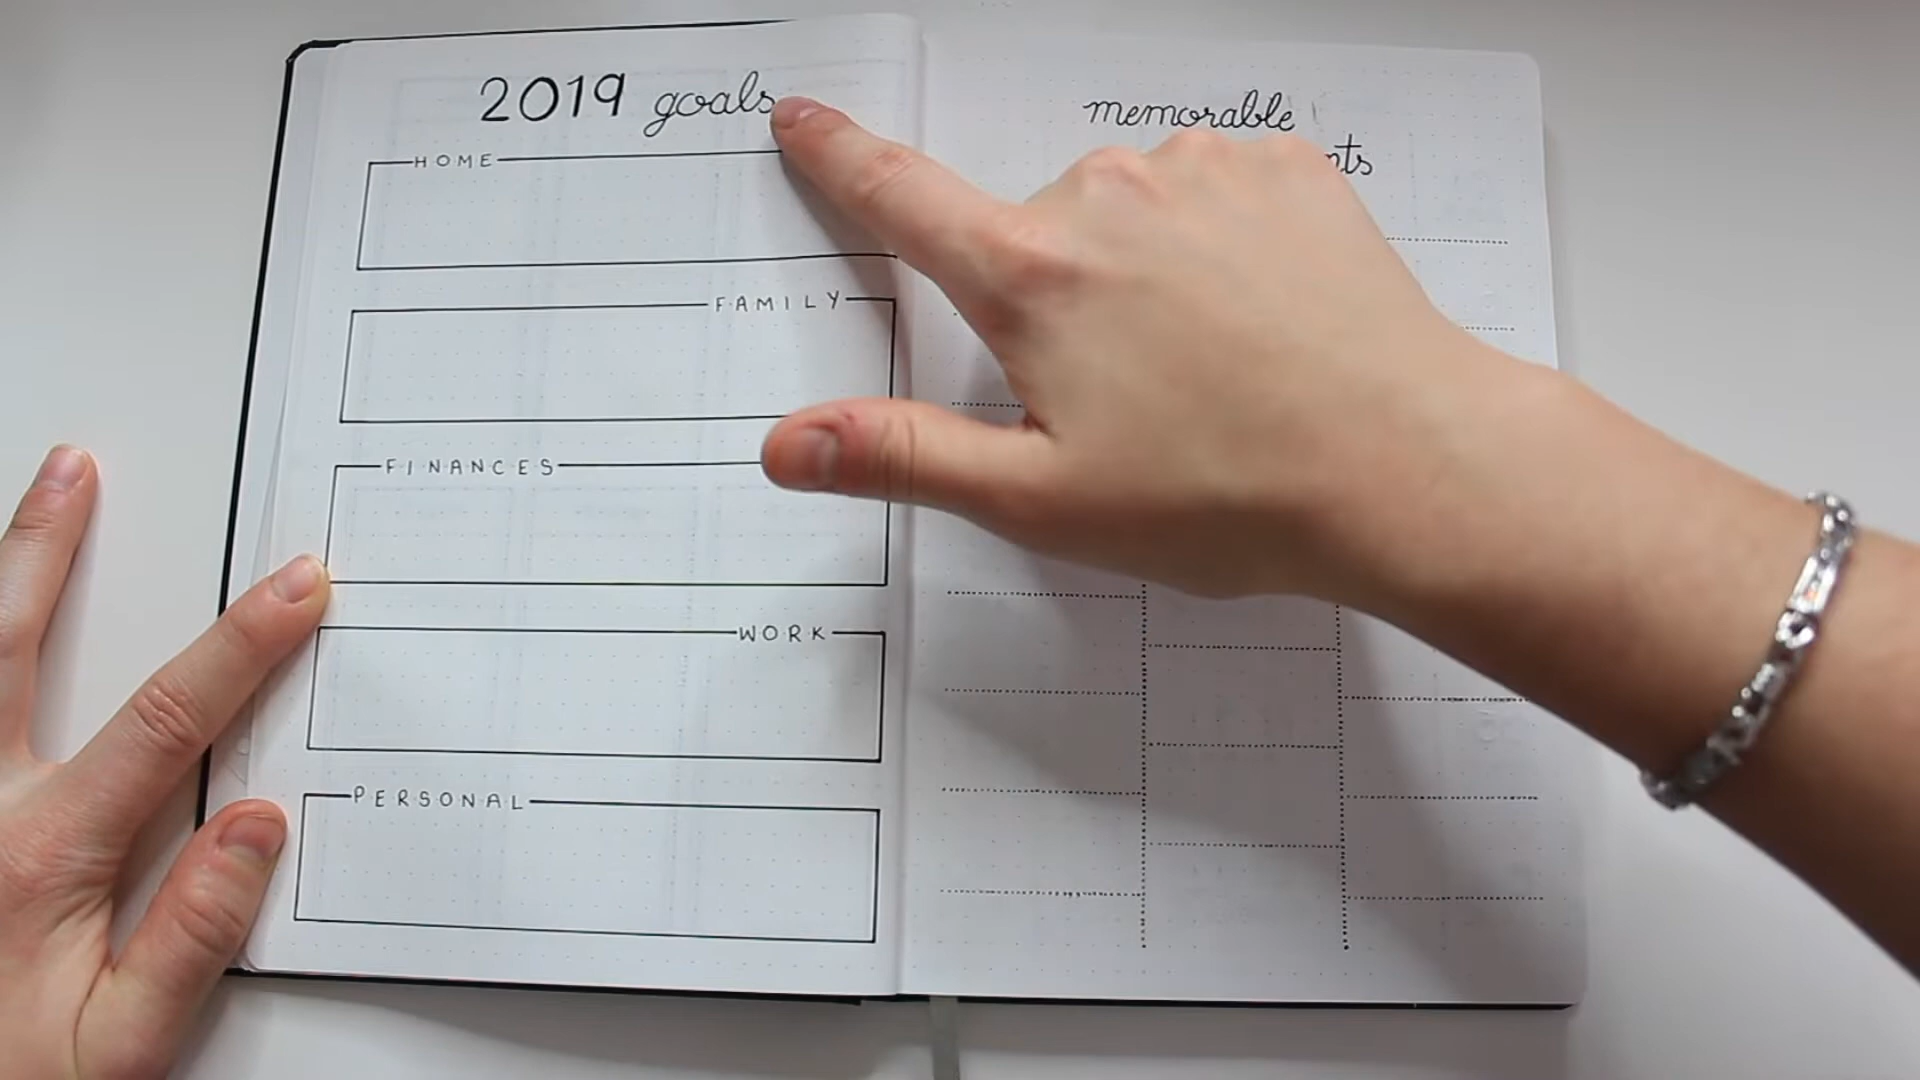 2019 goals
HOME
FAMILY
FINANCES
WORK
PERSONAL
memorable